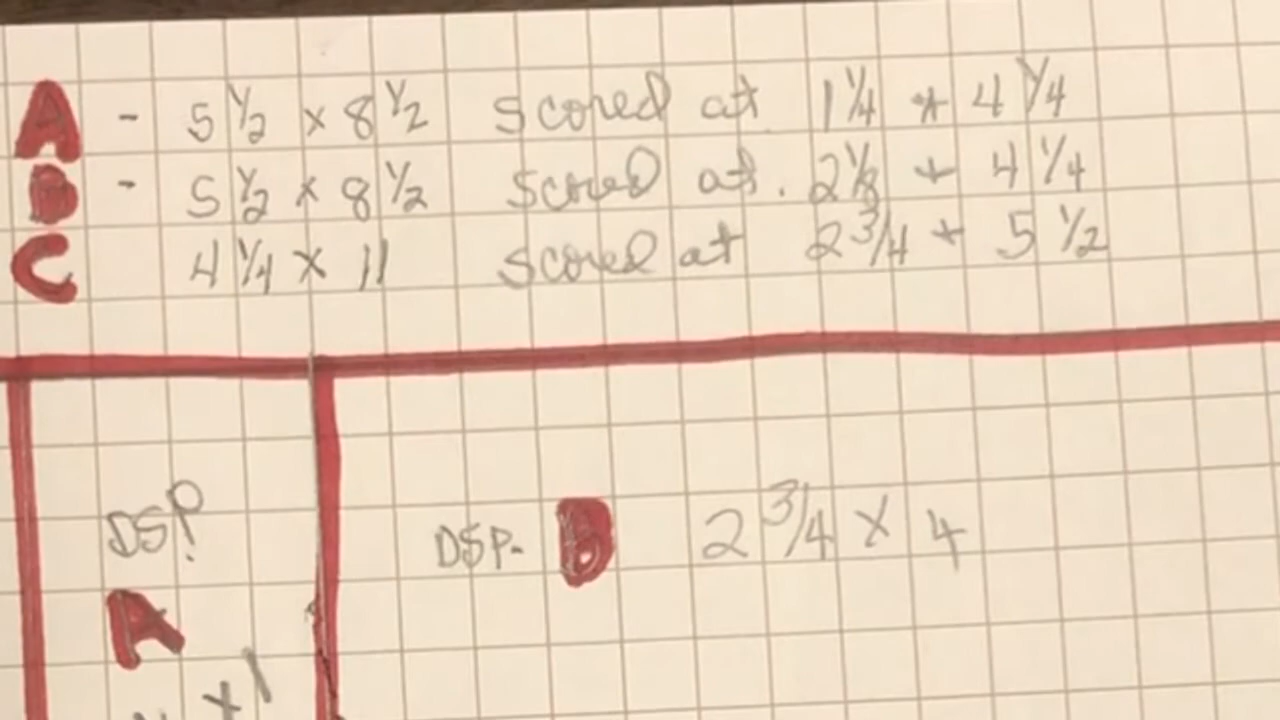 A - 5 1/2 x 8 1/2 scored at 1 1/4 + 4 1/4
B - 5 1/2 x 8 1/2 scored at. 2 1/8 + 4 1/4
C 4 1/4 x 11 scored at 2 3/4 + 5 1/2
DSP
A
x 1
DSP- B 2 3/4 x 4